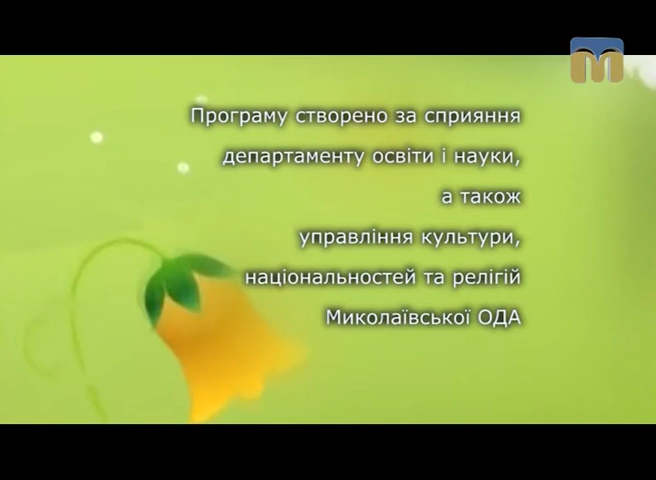 Програму створено за сприяння
департаменту освіти і науки,
а також
управління культури,
національностей та релігій
Миколаївської ОДА